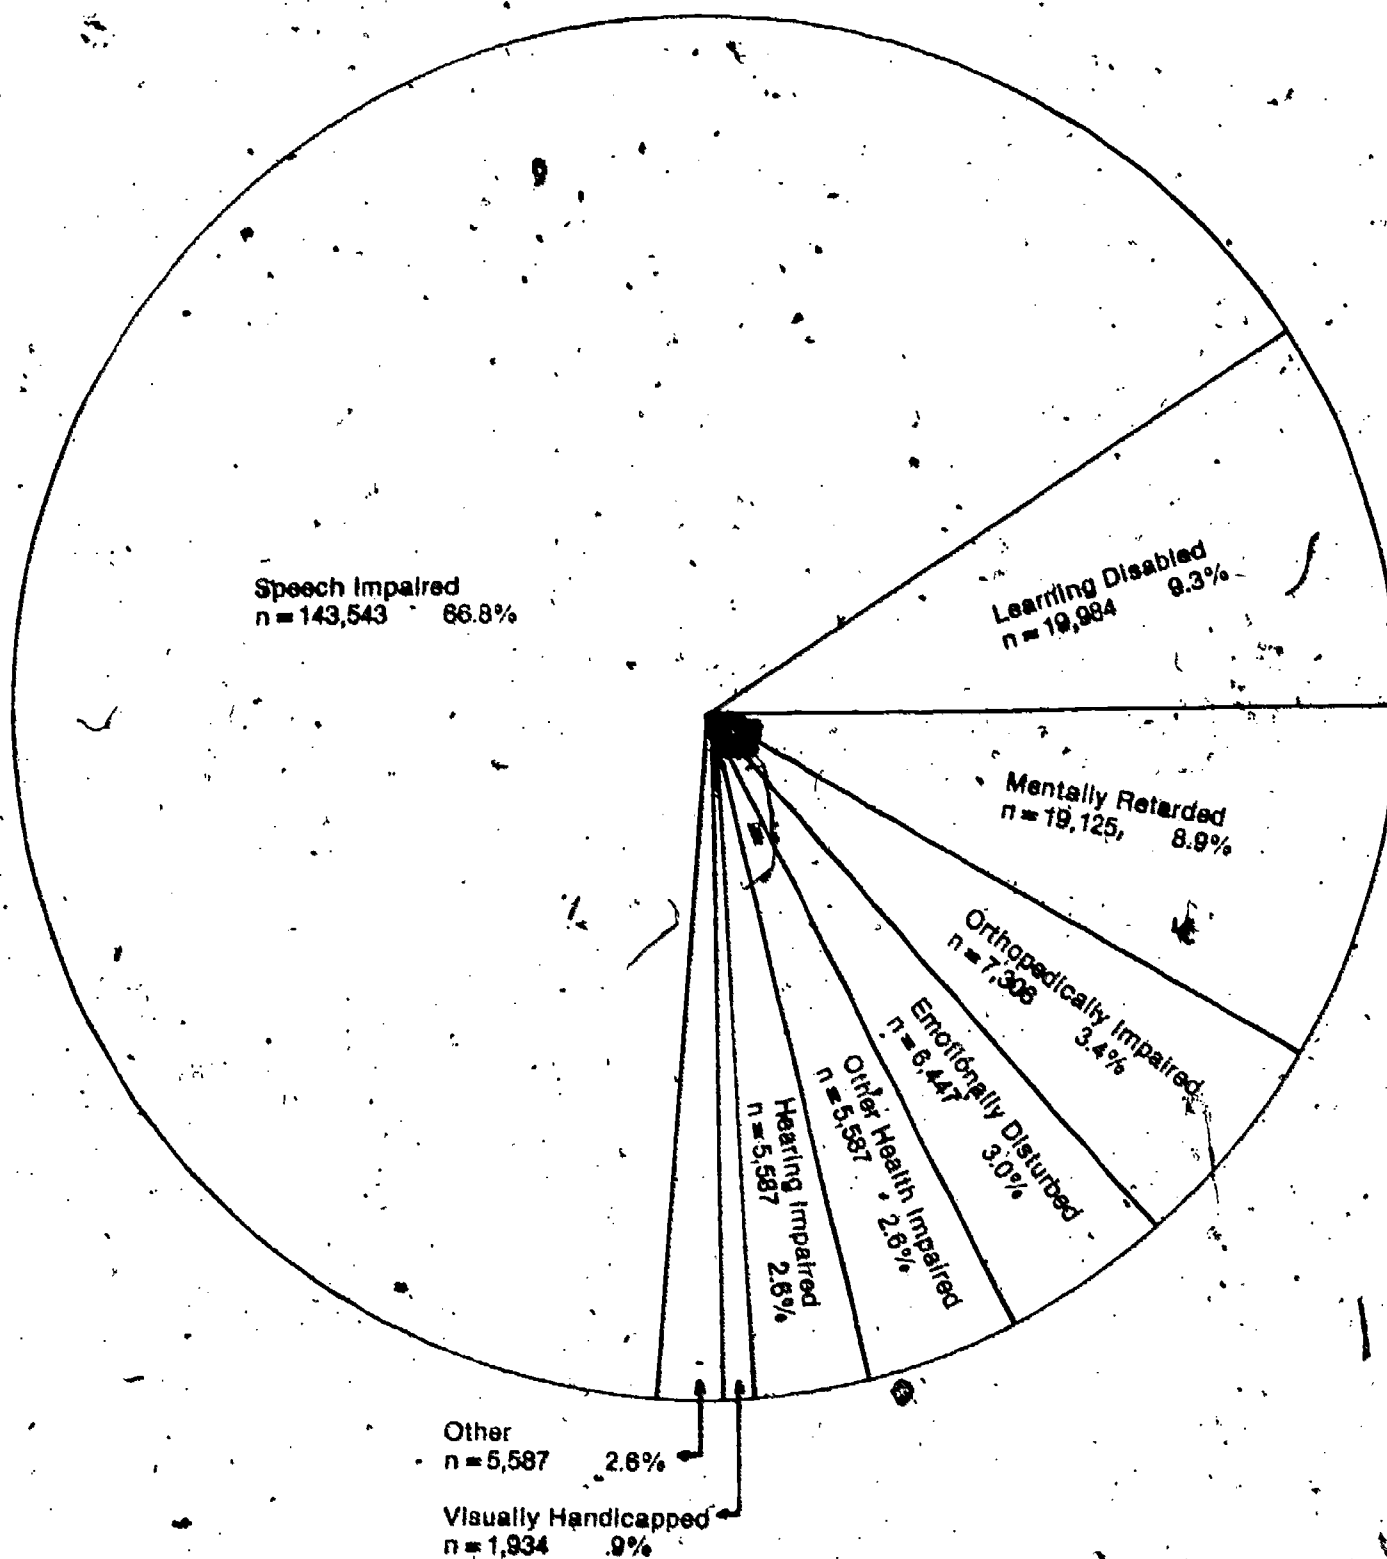 Speech Impaired
n = 143,543 66.8%
Learning Disabled
n = 19,984 9.3%
Mentally Retarded
n = 19,125, 8.9%
Orthopedically Impaired
n = 7,306 3.4%
Emotionally Disturbed
n = 6,447 3.0%
Other Health Impaired
n = 5,587 2.6%
Hearing Impaired
n = 5,587 2.6%
Other
n = 5,587 2.6%
Visually Handicapped
n = 1,934 .9%